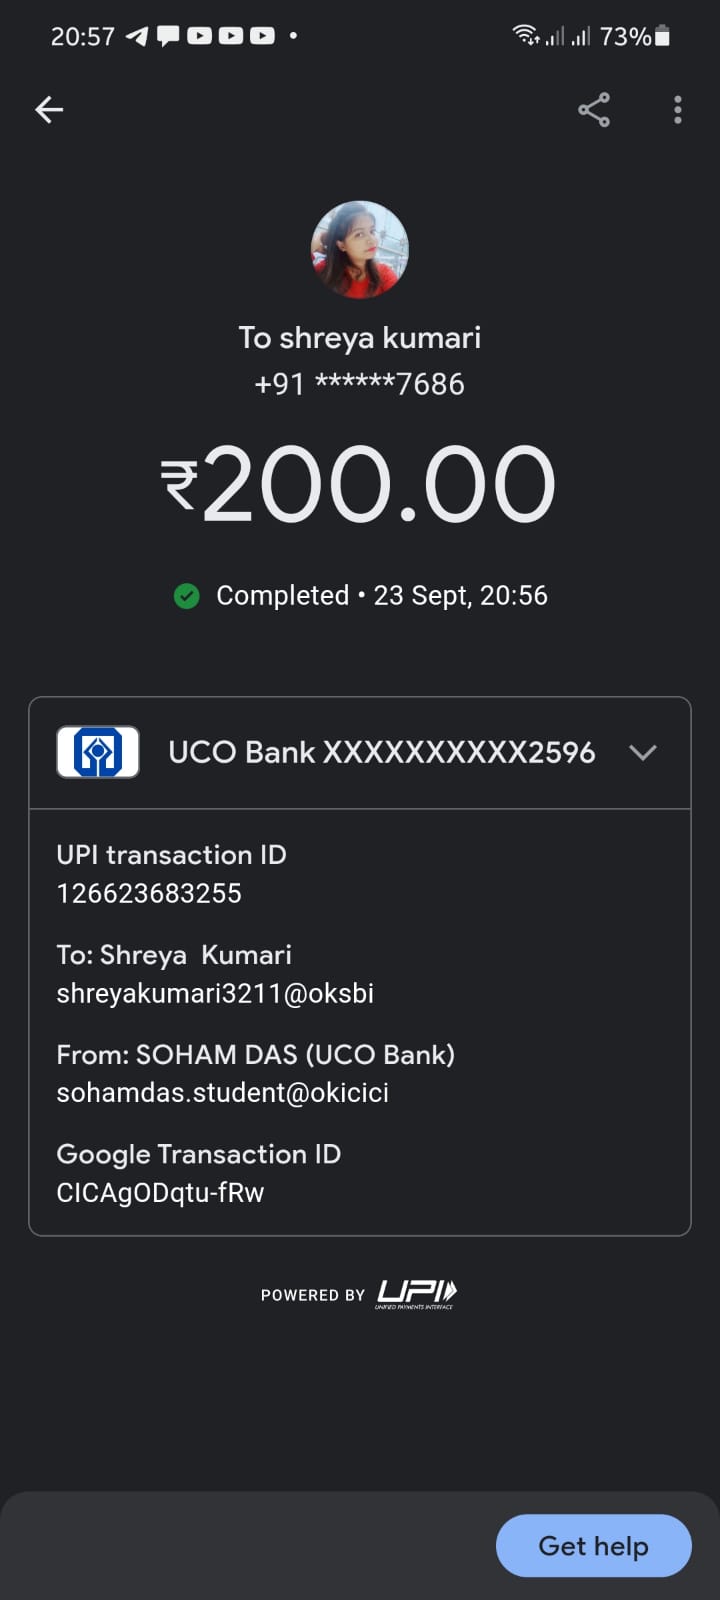 20:57
73%
To shreya kumari
+91 ******7686
₹200.00
Completed • 23 Sept, 20:56
UCO Bank XXXXXXXXXX2596
UPI transaction ID
126623683255
To: Shreya  Kumari
shreyakumari3211@oksbi
From: SOHAM DAS (UCO Bank)
sohamdas.student@okicici
Google Transaction ID
CICAgODqtu-fRw
POWERED BY UPI
UNIFIED PAYMENTS INTERFACE
Get help